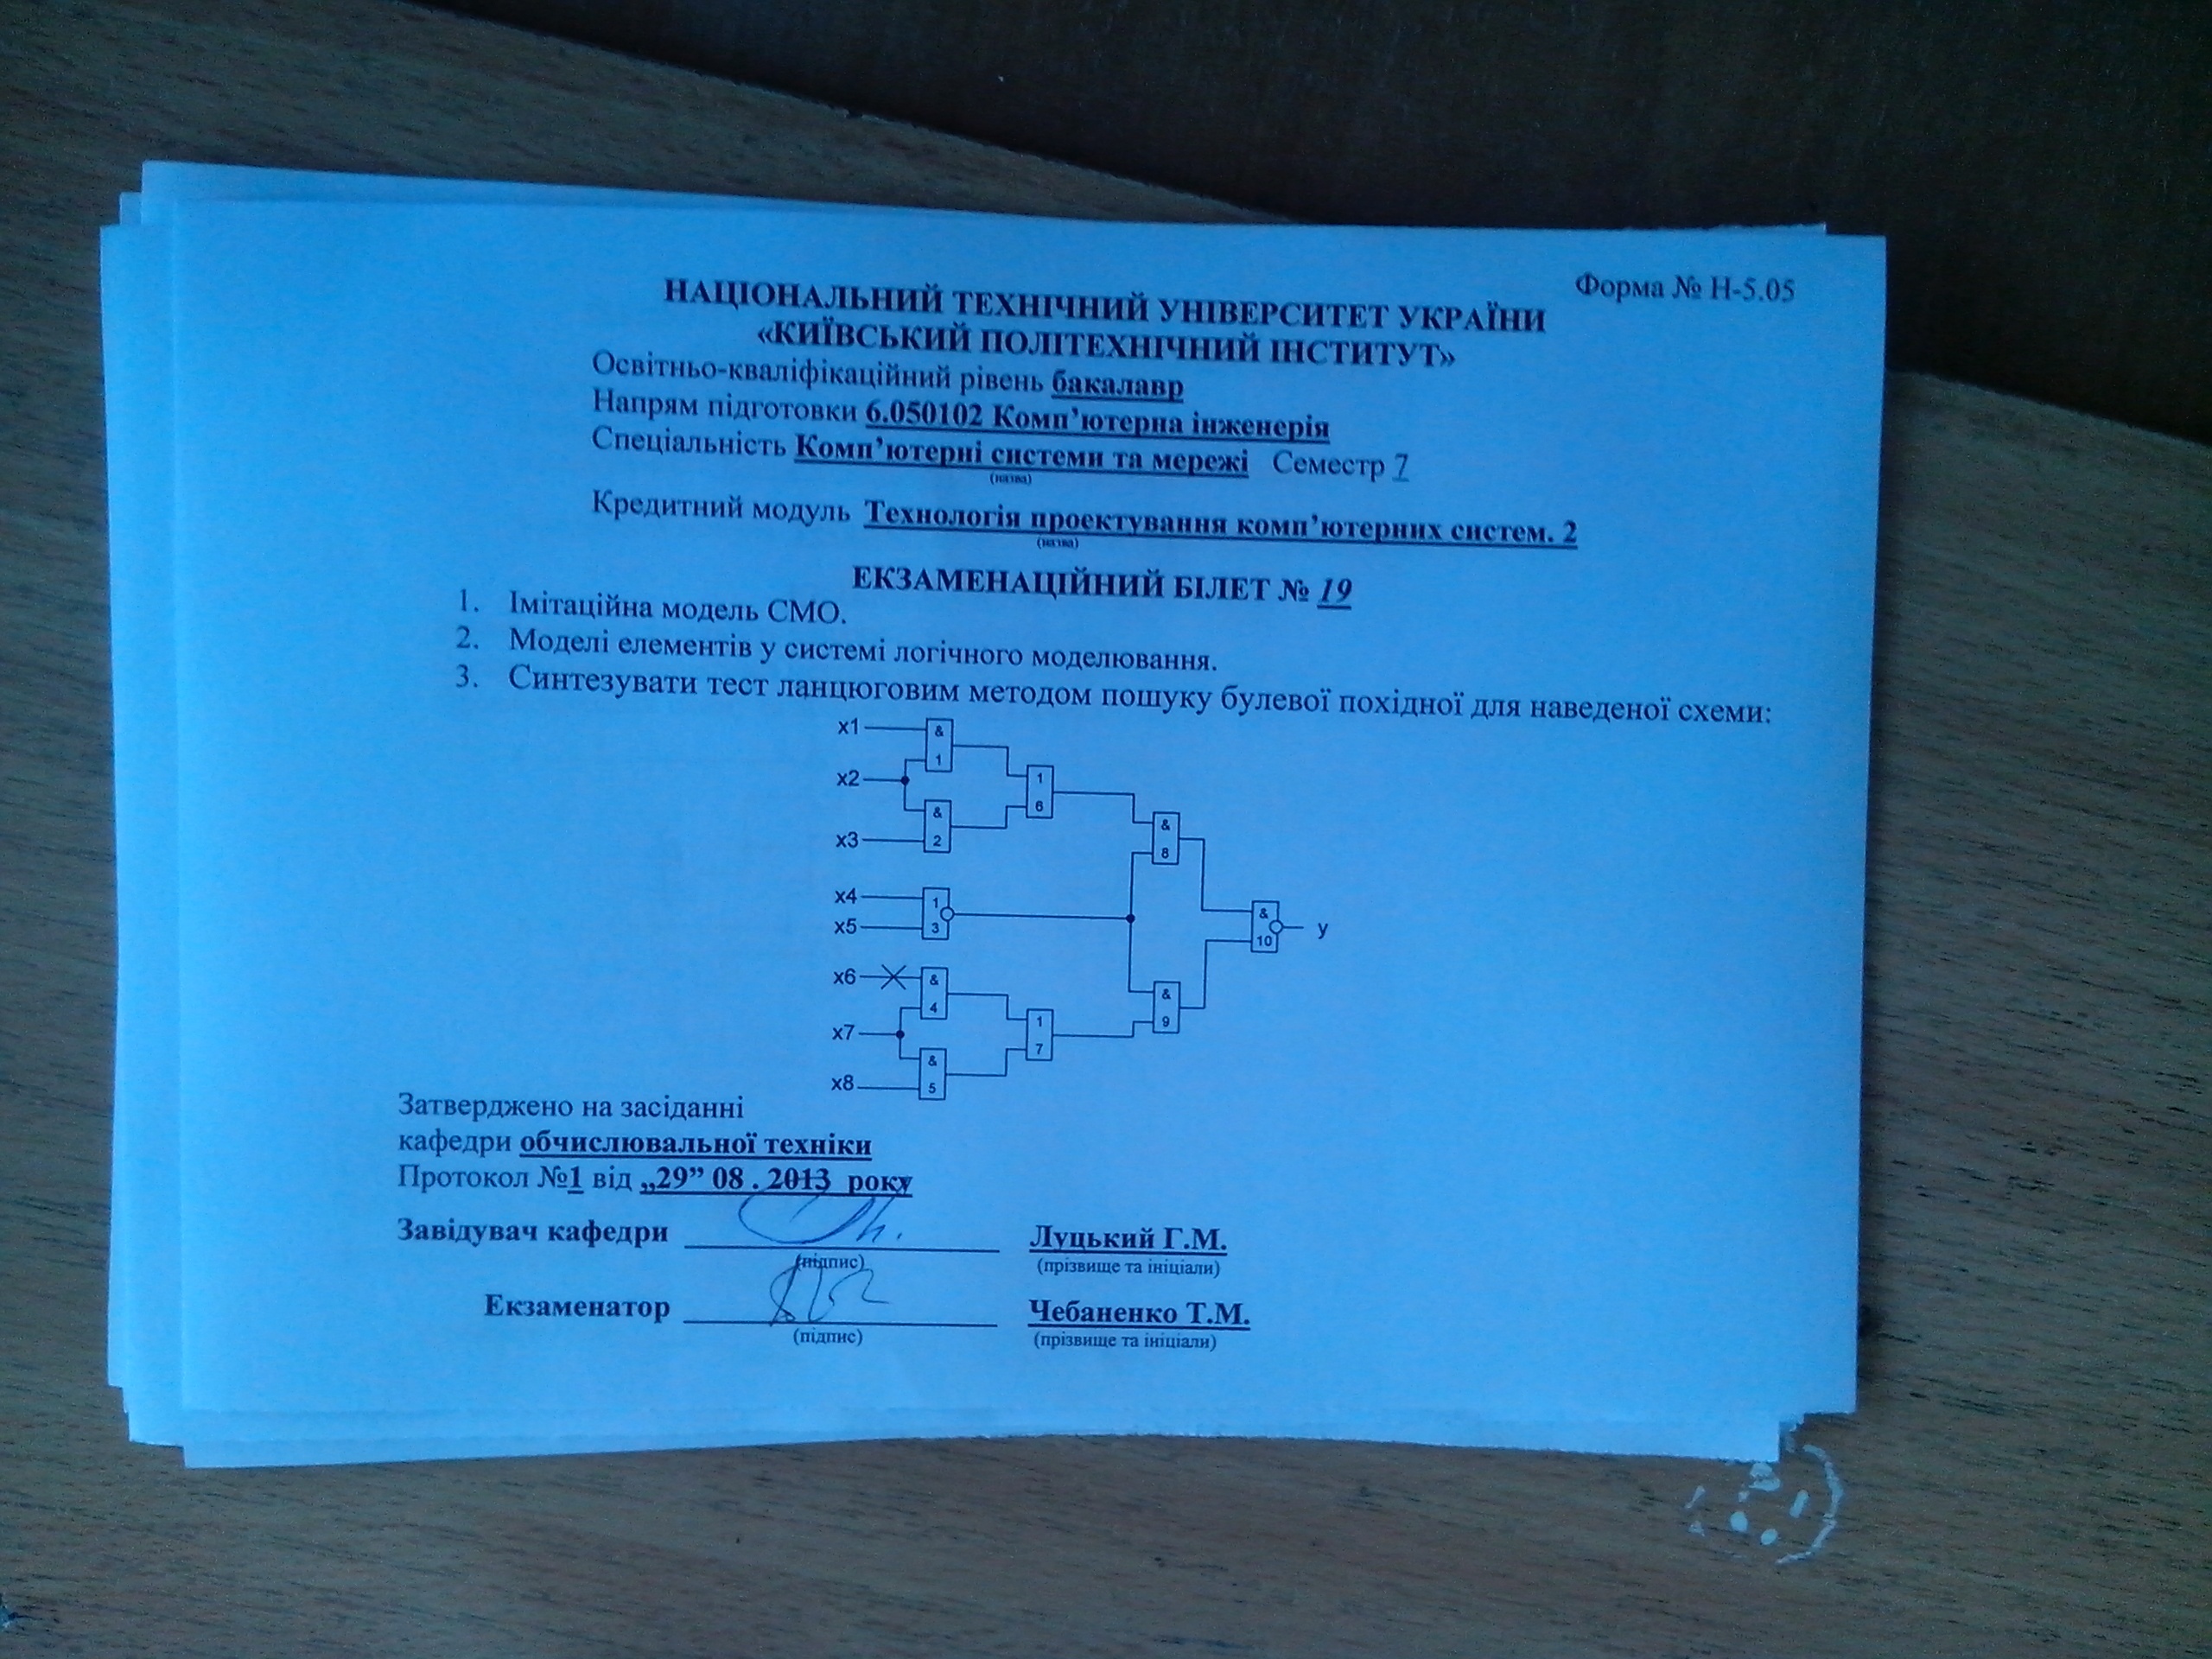 Форма № Н-5.05
НАЦІОНАЛЬНИЙ ТЕХНІЧНИЙ УНІВЕРСИТЕТ УКРАЇНИ
«КИЇВСЬКИЙ ПОЛІТЕХНІЧНИЙ ІНСТИТУТ»
Освітньо-кваліфікаційний рівень бакалавр
Напрям підготовки 6.050102 Комп’ютерна інженерія
Спеціальність Комп’ютерні системи та мережі Семестр 7
(назва)
Кредитний модуль Технологія проектування комп’ютерних систем. 2
(назва)
ЕКЗАМЕНАЦІЙНИЙ БІЛЕТ № 19
1. Імітаційна модель СМО.
2. Моделі елементів у системі логічного моделювання.
3. Синтезувати тест ланцюговим методом пошуку булевої похідної для наведеної схеми:
x1 & 1
x2 1 6
& 2 & 8
x3
x4 1 3
x5 & 10 y
x6 & 4 & 9
x7 1 7
& 5
x8
Затверджено на засіданні
кафедри обчислювальної техніки
Протокол №1 від „29” 08 . 2013 року
Завідувач кафедри Луцький Г.М.
(підпис) (прізвище та ініціали)
Екзаменатор Чебаненко Т.М.
(підпис) (прізвище та ініціали)